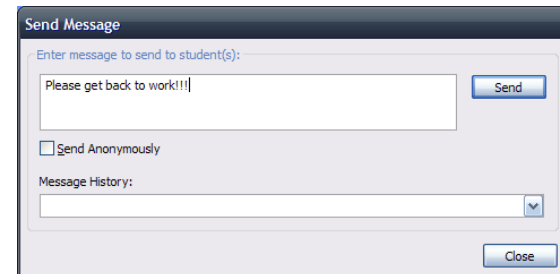 Send Message
Enter message to send to student(s):
Please get back to work!!!
Send
Send Anonymously
Message History:
Close